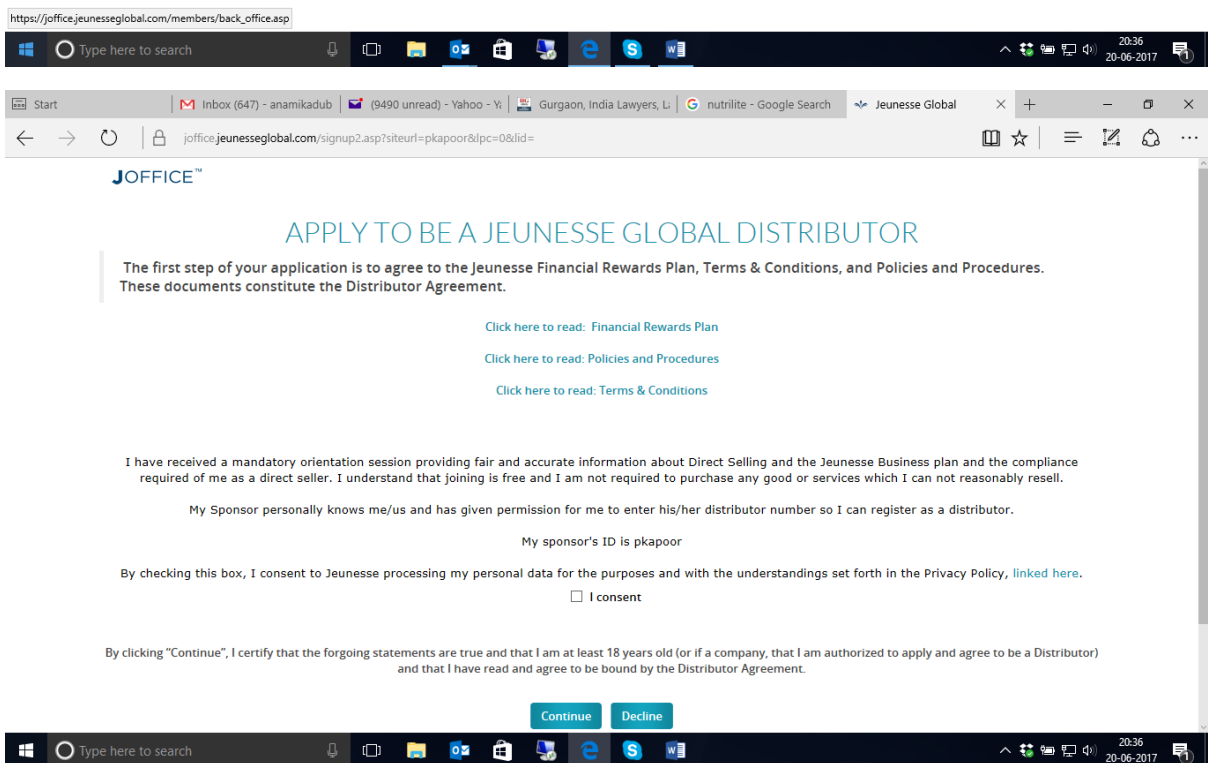 https://joffice.jeunesseglobal.com/members/back_office.asp
Type here to search
20:36
20-06-2017
Start
Inbox (647) - anamikadub
(9490 unread) - Yahoo - Ya
Gurgaon, India Lawyers, La
nutrilite - Google Search
Jeunesse Global
joffice.jeunesseglobal.com/signup2.asp?siteurl=pkapoor&lpc=0&lid=
JOFFICE™
APPLY TO BE A JEUNESSE GLOBAL DISTRIBUTOR
The first step of your application is to agree to the Jeunesse Financial Rewards Plan, Terms & Conditions, and Policies and Procedures.
These documents constitute the Distributor Agreement.
Click here to read: Financial Rewards Plan
Click here to read: Policies and Procedures
Click here to read: Terms & Conditions
I have received a mandatory orientation session providing fair and accurate information about Direct Selling and the Jeunesse Business plan and the compliance
required of me as a direct seller. I understand that joining is free and I am not required to purchase any good or services which I can not reasonably resell.
My Sponsor personally knows me/us and has given permission for me to enter his/her distributor number so I can register as a distributor.
My sponsor's ID is pkapoor
By checking this box, I consent to Jeunesse processing my personal data for the purposes and with the understandings set forth in the Privacy Policy, linked here.
I consent
By clicking "Continue", I certify that the forgoing statements are true and that I am at least 18 years old (or if a company, that I am authorized to apply and agree to be a Distributor)
and that I have read and agree to be bound by the Distributor Agreement.
Continue
Decline
Type here to search
20:36
20-06-2017